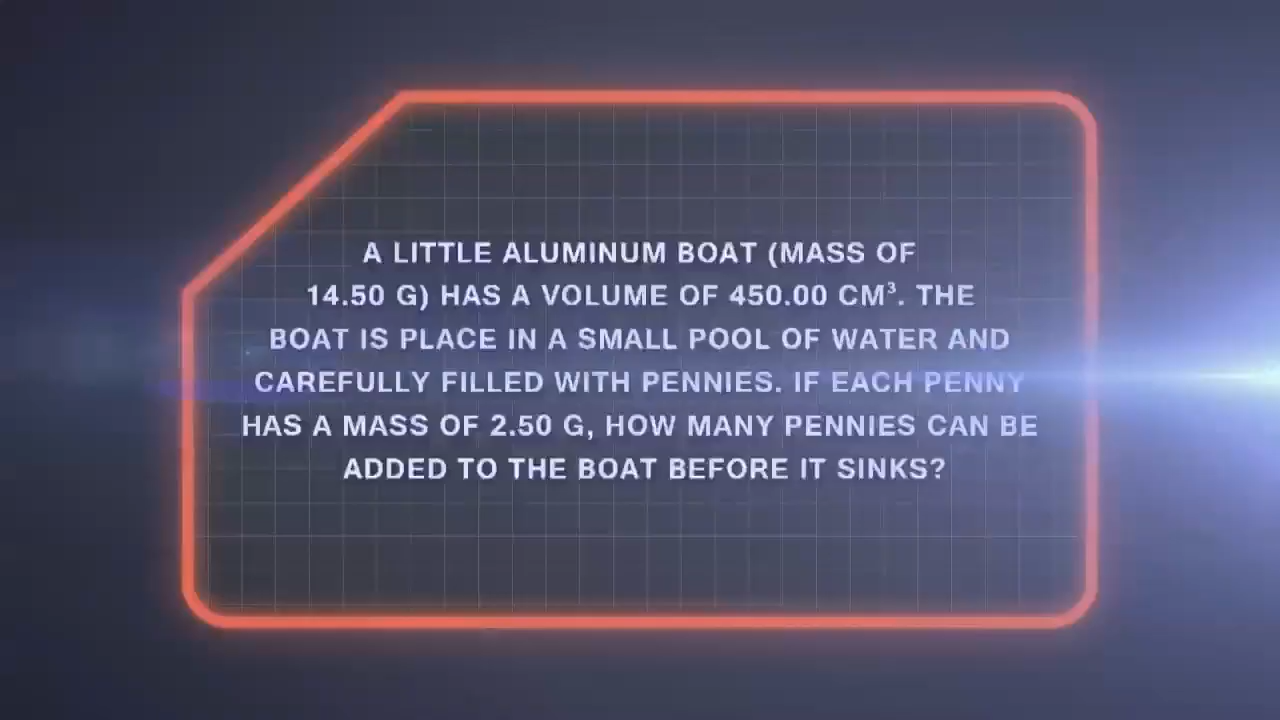 A LITTLE ALUMINUM BOAT (MASS OF
14.50 G) HAS A VOLUME OF 450.00 CM³. THE
BOAT IS PLACE IN A SMALL POOL OF WATER AND
CAREFULLY FILLED WITH PENNIES. IF EACH PENNY
HAS A MASS OF 2.50 G, HOW MANY PENNIES CAN BE
ADDED TO THE BOAT BEFORE IT SINKS?